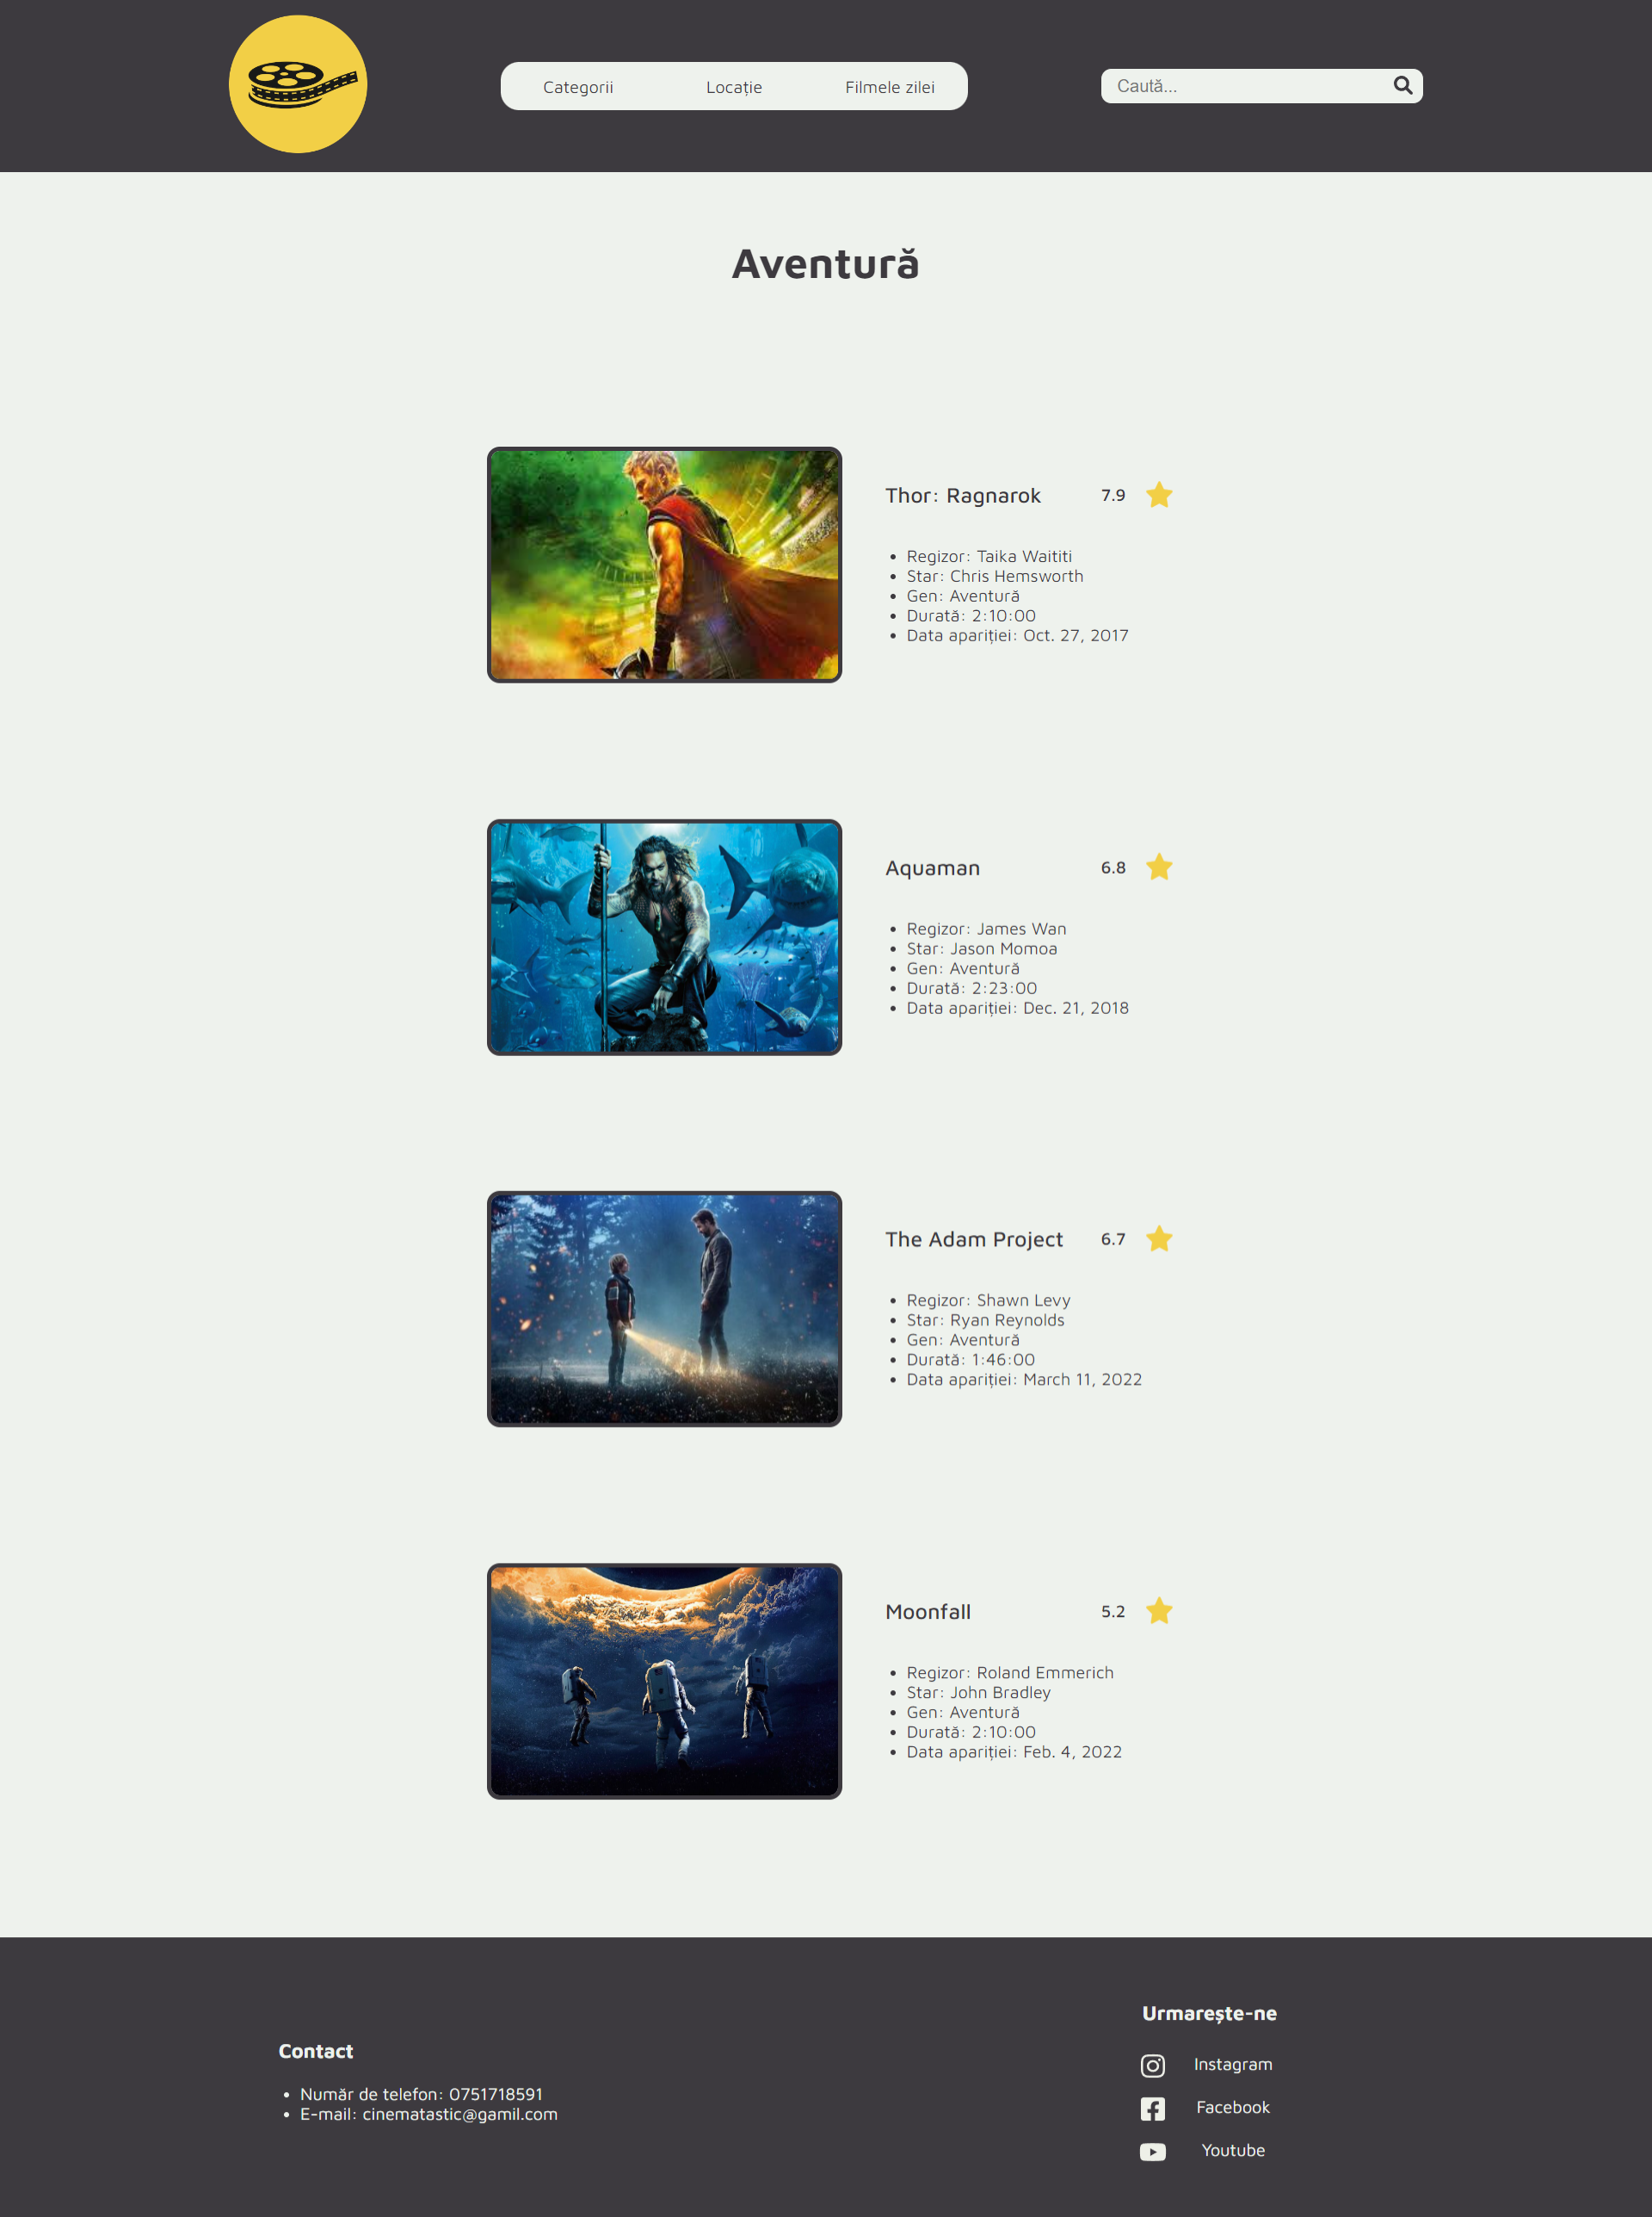 Categorii
Locație
Filmele zilei
Caută...
Aventură
Thor: Ragnarok 7.9
Regizor: Taika Waititi
Star: Chris Hemsworth
Gen: Aventură
Durată: 2:10:00
Data apariției: Oct. 27, 2017
Aquaman 6.8
Regizor: James Wan
Star: Jason Momoa
Gen: Aventură
Durată: 2:23:00
Data apariției: Dec. 21, 2018
The Adam Project 6.7
Regizor: Shawn Levy
Star: Ryan Reynolds
Gen: Aventură
Durată: 1:46:00
Data apariției: March 11, 2022
Moonfall 5.2
Regizor: Roland Emmerich
Star: John Bradley
Gen: Aventură
Durată: 2:10:00
Data apariției: Feb. 4, 2022
Contact
Număr de telefon: 0751718591
E-mail: cinematastic@gamil.com
Urmarește-ne
Instagram
Facebook
Youtube